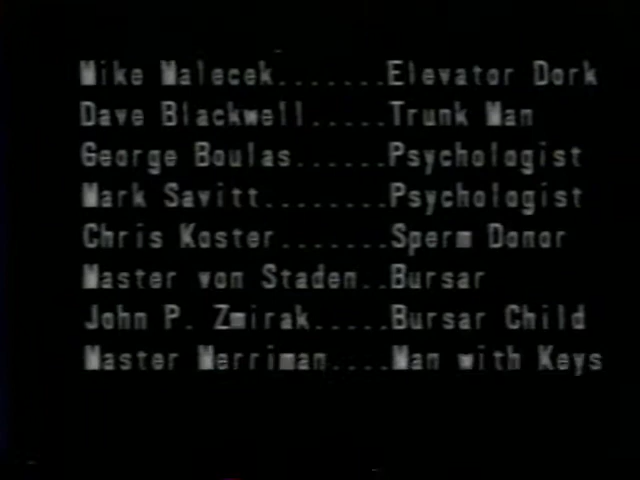 Mike Malecek.......Elevator Dork
Dave Blackwell.....Trunk Man
George Boulas......Psychologist
Mark Savitt........Psychologist
Chris Koster.......Sperm Donor
Master von Staden..Bursar
John P. Zmirak.....Bursar Child
Master Merriman....Man with Keys